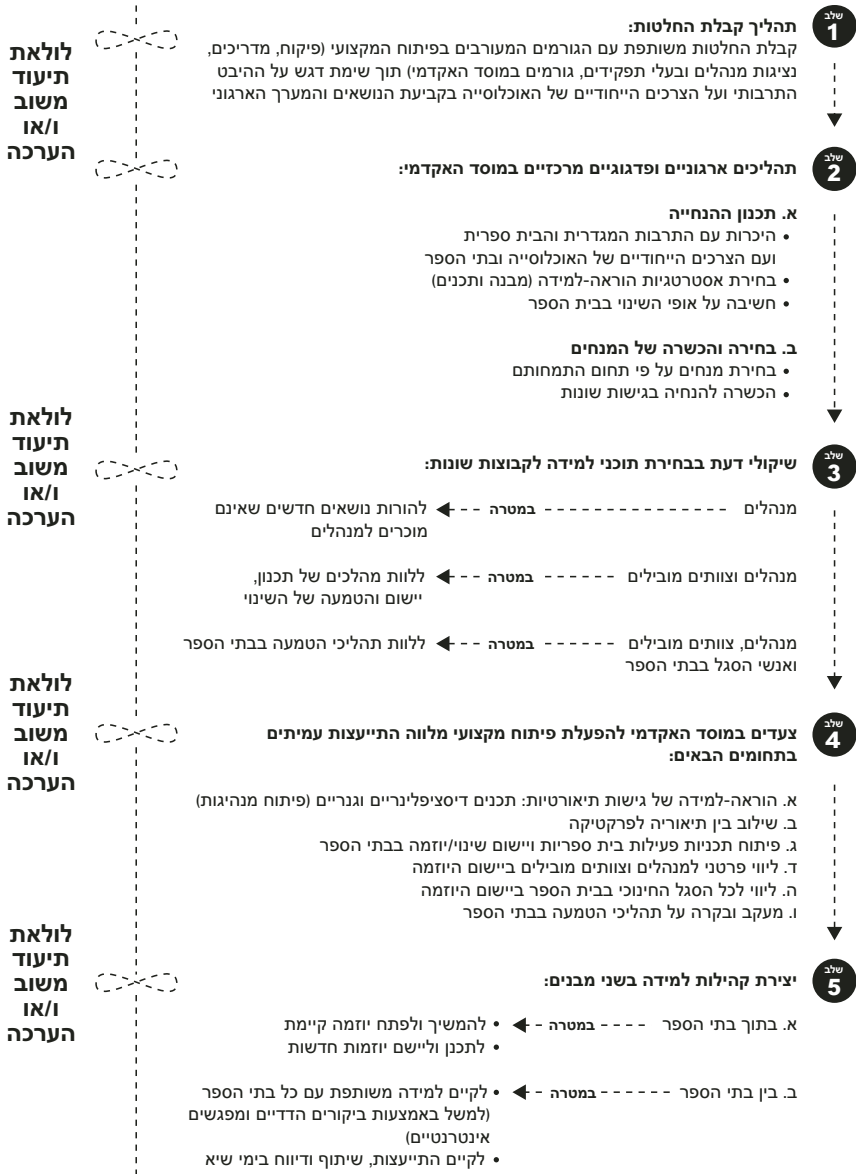 שלב 1
תהליך קבלת החלטות:
קבלת החלטות משותפת עם הגורמים המעורבים בפיתוח המקצועי (פיקוח, מדריכים,
נציגות מנהלים ובעלי תפקידים, גורמים במוסד האקדמי) תוך שימת דגש על ההיבט
התרבותי ועל הצרכים הייחודיים של האוכלוסייה בקביעת הנושאים והמערך הארגוני
לולאת
תיעוד
משוב
ו/או
הערכה
שלב 2
תהליכים ארגוניים ופדגוגיים מרכזיים במוסד האקדמי:
א. תכנון ההנחייה
• היכרות עם התרבות המגדרית והבית ספרית
ועם הצרכים הייחודיים של האוכלוסייה ובתי הספר
• בחירת אסטרטגיות הוראה-למידה (מבנה ותכנים)
• חשיבה על אופי השינוי בבית הספר
ב. בחירה והכשרה של המנחים
• בחירת מנחים על פי תחום התמחותם
• הכשרה להנחיה בגישות שונות
לולאת
תיעוד
משוב
ו/או
הערכה
שלב 3
שיקולי דעת בבחירת תוכני למידה לקבוצות שונות:
מנהלים במטרה להורות נושאים חדשים שאינם
מוכרים למנהלים
מנהלים וצוותים מובילים במטרה ללוות מהלכים של תכנון,
יישום והטמעה של השינוי
מנהלים, צוותים מובילים במטרה ללוות תהליכי הטמעה בבתי הספר
ואנשי הסגל בבתי הספר
לולאת
תיעוד
משוב
ו/או
הערכה
שלב 4
צעדים במוסד האקדמי להפעלת פיתוח מקצועי מלווה התייעצות עמיתים
בתחומים הבאים:
א. הוראה-למידה של גישות תיאורטיות: תכנים דיסציפלינריים וגנריים (פיתוח מנהיגות)
ב. שילוב בין תיאוריה לפרקטיקה
ג. פיתוח תכניות פעילות בית ספריות ויישום שינוי/יוזמה בבתי הספר
ד. ליווי פרטני למנהלים וצוותים מובילים ביישום היוזמה
ה. ליווי לכל הסגל החינוכי בבית הספר ביישום היוזמה
ו. מעקב ובקרה על תהליכי הטמעה בבתי הספר
לולאת
תיעוד
משוב
ו/או
הערכה
שלב 5
יצירת קהילות למידה בשני מבנים:
א. בתוך בתי הספר במטרה • להמשיך ולפתח יוזמה קיימת
• לתכנן וליישם יוזמות חדשות
ב. בין בתי הספר במטרה • לקיים למידה משותפת עם כל בתי הספר
(למשל באמצעות ביקורים הדדיים ומפגשים
אינטרנטיים)
• לקיים התייעצות, שיתוף ודיווח בימי שיא